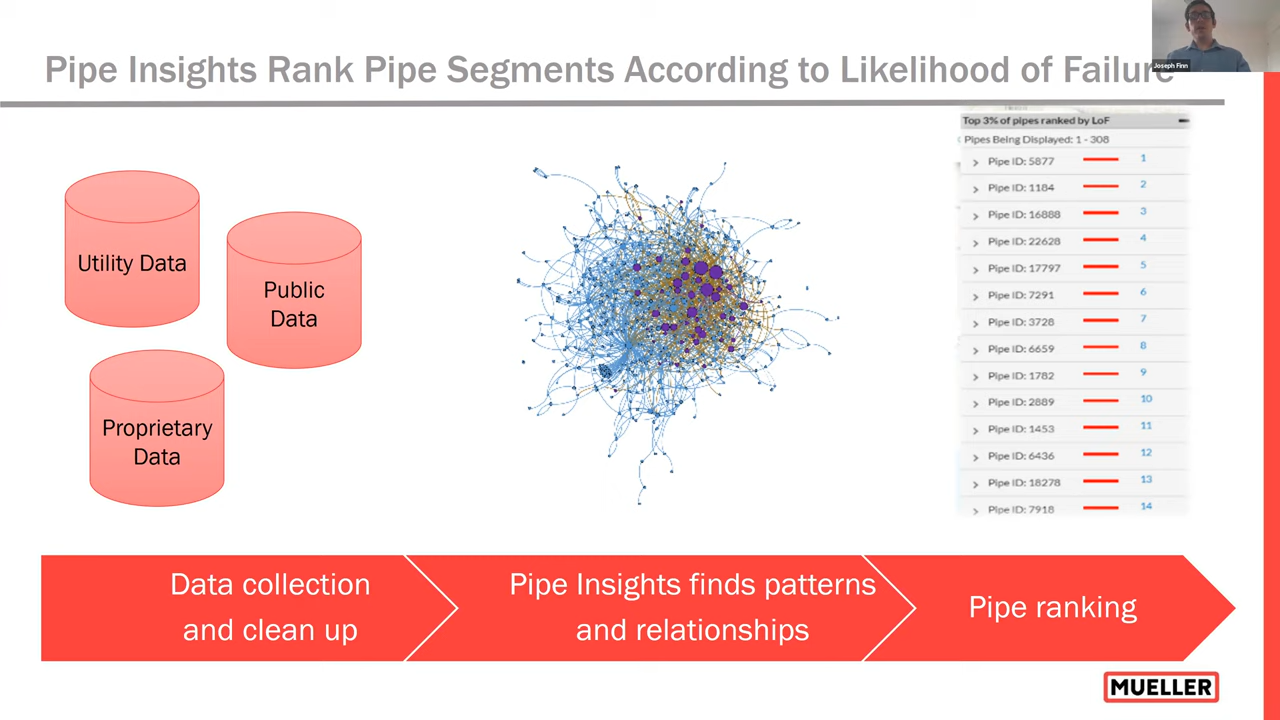 Pipe Insights Rank Pipe Segments According to Likelihood of Failure
Joseph Finn
Utility Data
Public
Data
Proprietary
Data
Top 3% of pipes ranked by LoF
Pipes Being Displayed: 1 - 308
Pipe ID: 5877 1
Pipe ID: 1184 2
Pipe ID: 16888 3
Pipe ID: 22628 4
Pipe ID: 17797 5
Pipe ID: 7291 6
Pipe ID: 3728 7
Pipe ID: 6659 8
Pipe ID: 1782 9
Pipe ID: 2889 10
Pipe ID: 1453 11
Pipe ID: 6436 12
Pipe ID: 18278 13
Pipe ID: 7918 14
Data collection
and clean up
Pipe Insights finds patterns
and relationships
Pipe ranking
MUELLER